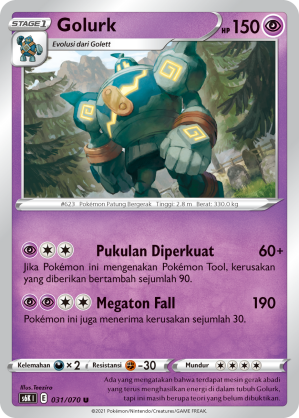 STAGE 1
Golurk
HP 150
Evolusi dari Golett
#623 Pokémon Patung Bergerak Tinggi: 2.8 m Berat: 330.0 kg
Pukulan Diperkuat 60+
Jika Pokémon ini mengenakan Pokémon Tool, kerusakan
yang diberikan bertambah sejumlah 90.
Megaton Fall 190
Pokémon ini juga menerima kerusakan sejumlah 30.
Kelemahan ×2 Resistansi -30 Mundur
Illus. Teeziro
S6K I E 031/070 U
Ada yang mengatakan bahwa terdapat mesin belum dikenal
yang bisa menghasilkan energi di dalam tubuh Golurk,
tapi ini masih berupa teori yang belum dibuktikan.
©2021 Pokémon/Nintendo/Creatures/GAME FREAK